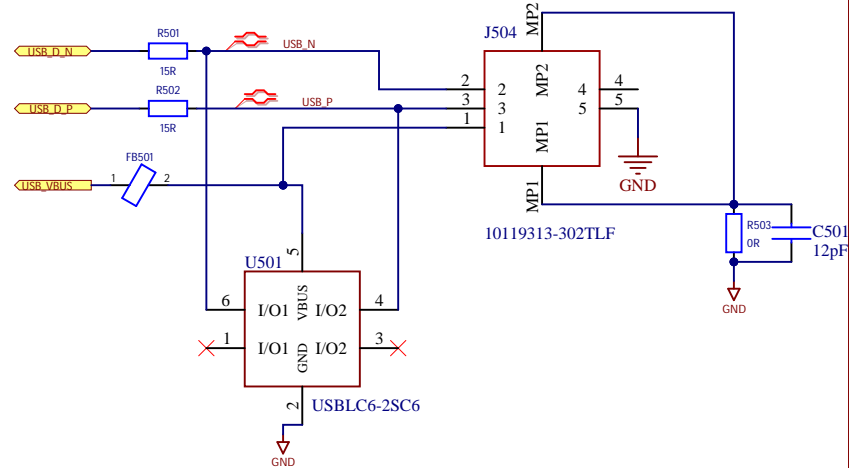 MP2
J504
R501
USB_D_N
USB_N
15R
MP2
2
2
4
4
R502
USB_D_P
USB_P
3
3
5
5
15R
1
1
MP1
FB501
USB_VBUS
1
2
GND
MP1
10119313-302TLF
R503
0R
C501
12pF
U501
5
VBUS
GND
6
I/O1
I/O2
4
1
I/O1
I/O2
3
GND
2
USBLC6-2SC6
GND